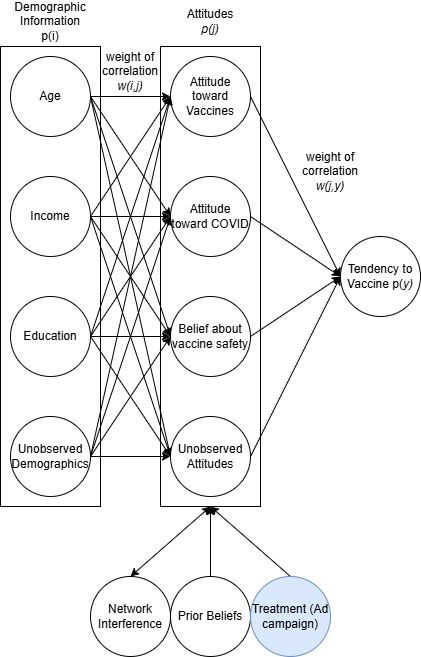 Demographic
Information
p(i)
Attitudes
p(j)
weight of
correlation
w(i,j)
Age
Attitude
toward
Vaccines
weight of
correlation
w(j,y)
Income
Attitude
toward COVID
Tendency to
Vaccine p(y)
Education
Belief about
vaccine safety
Unobserved
Demographics
Unobserved
Attitudes
Network
Interference
Prior Beliefs
Treatment (Ad
campaign)